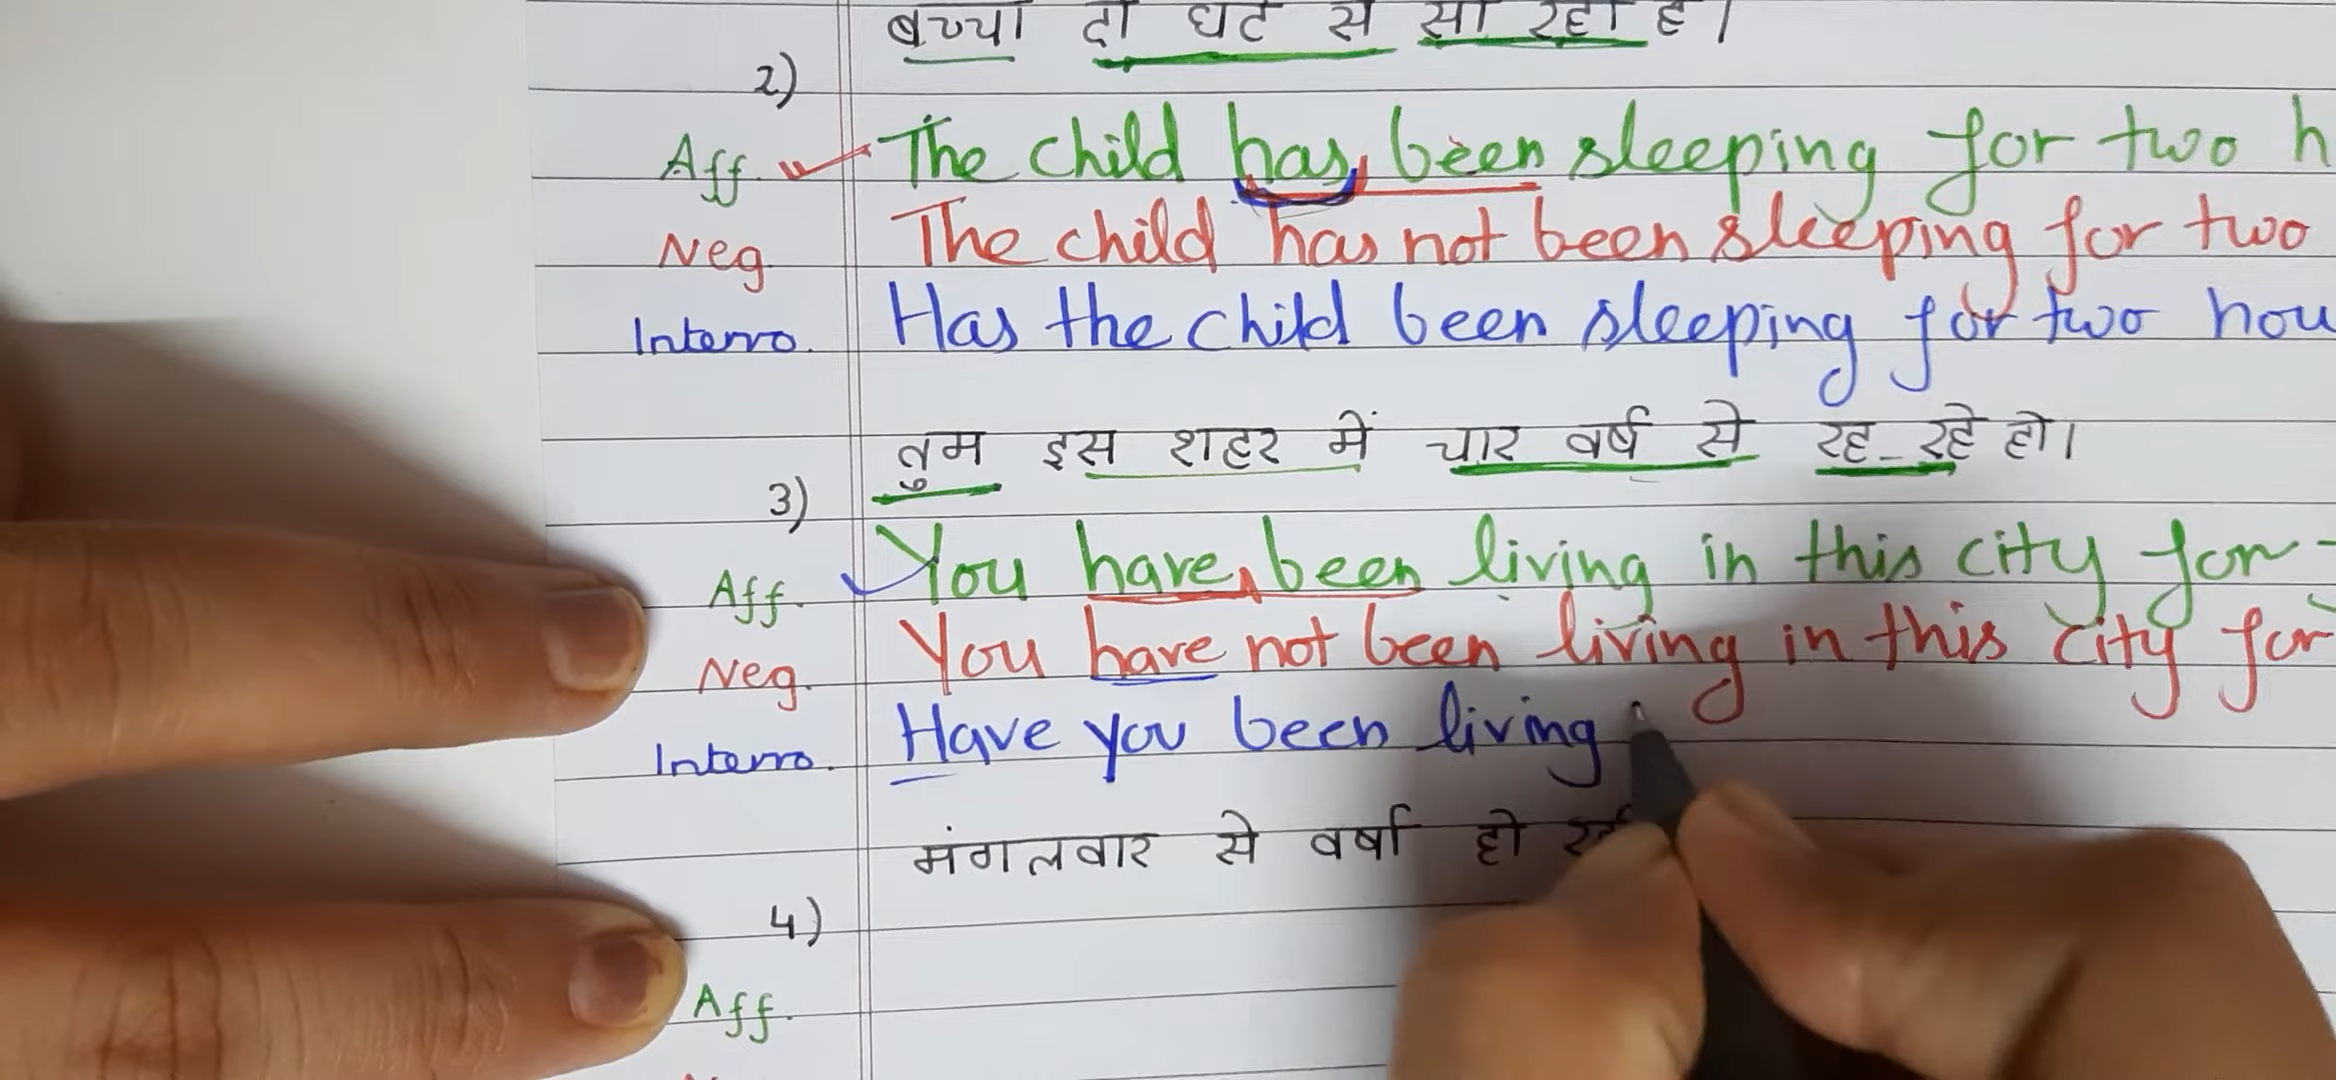 बच्चा दो घंटे से सो रहा है।
2)
Aff. The child has been sleeping for two h
Neg. The child has not been sleeping for two
Interro. Has the child been sleeping for two hou
तुम इस शहर में चार वर्ष से रह रहे हो।
3)
Aff. You have been living in this city for
Neg. You have not been living in this city for
Interro. Have you been living
मंगलवार से वर्षा हो
4)
Aff.